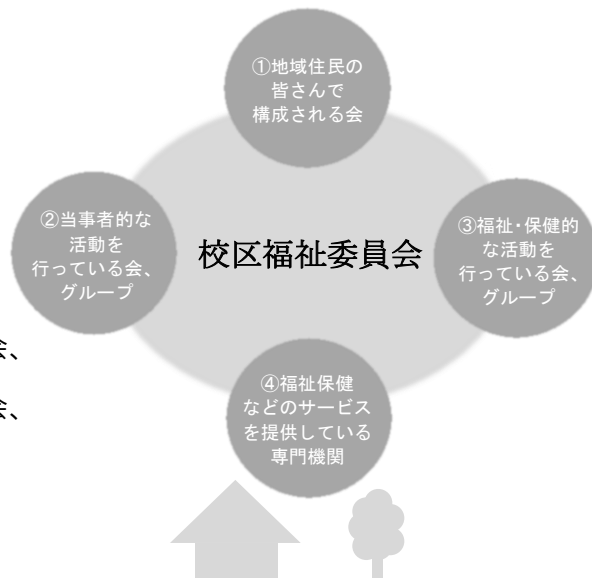 ①地域住民の
皆さんで
構成される会
②当事者的な
活動を
行っている会、
グループ
校区福祉委員会
③福祉・保健的
な活動を
行っている会、
グループ
会、
会、
④福祉保健
などのサービス
を提供している
専門機関